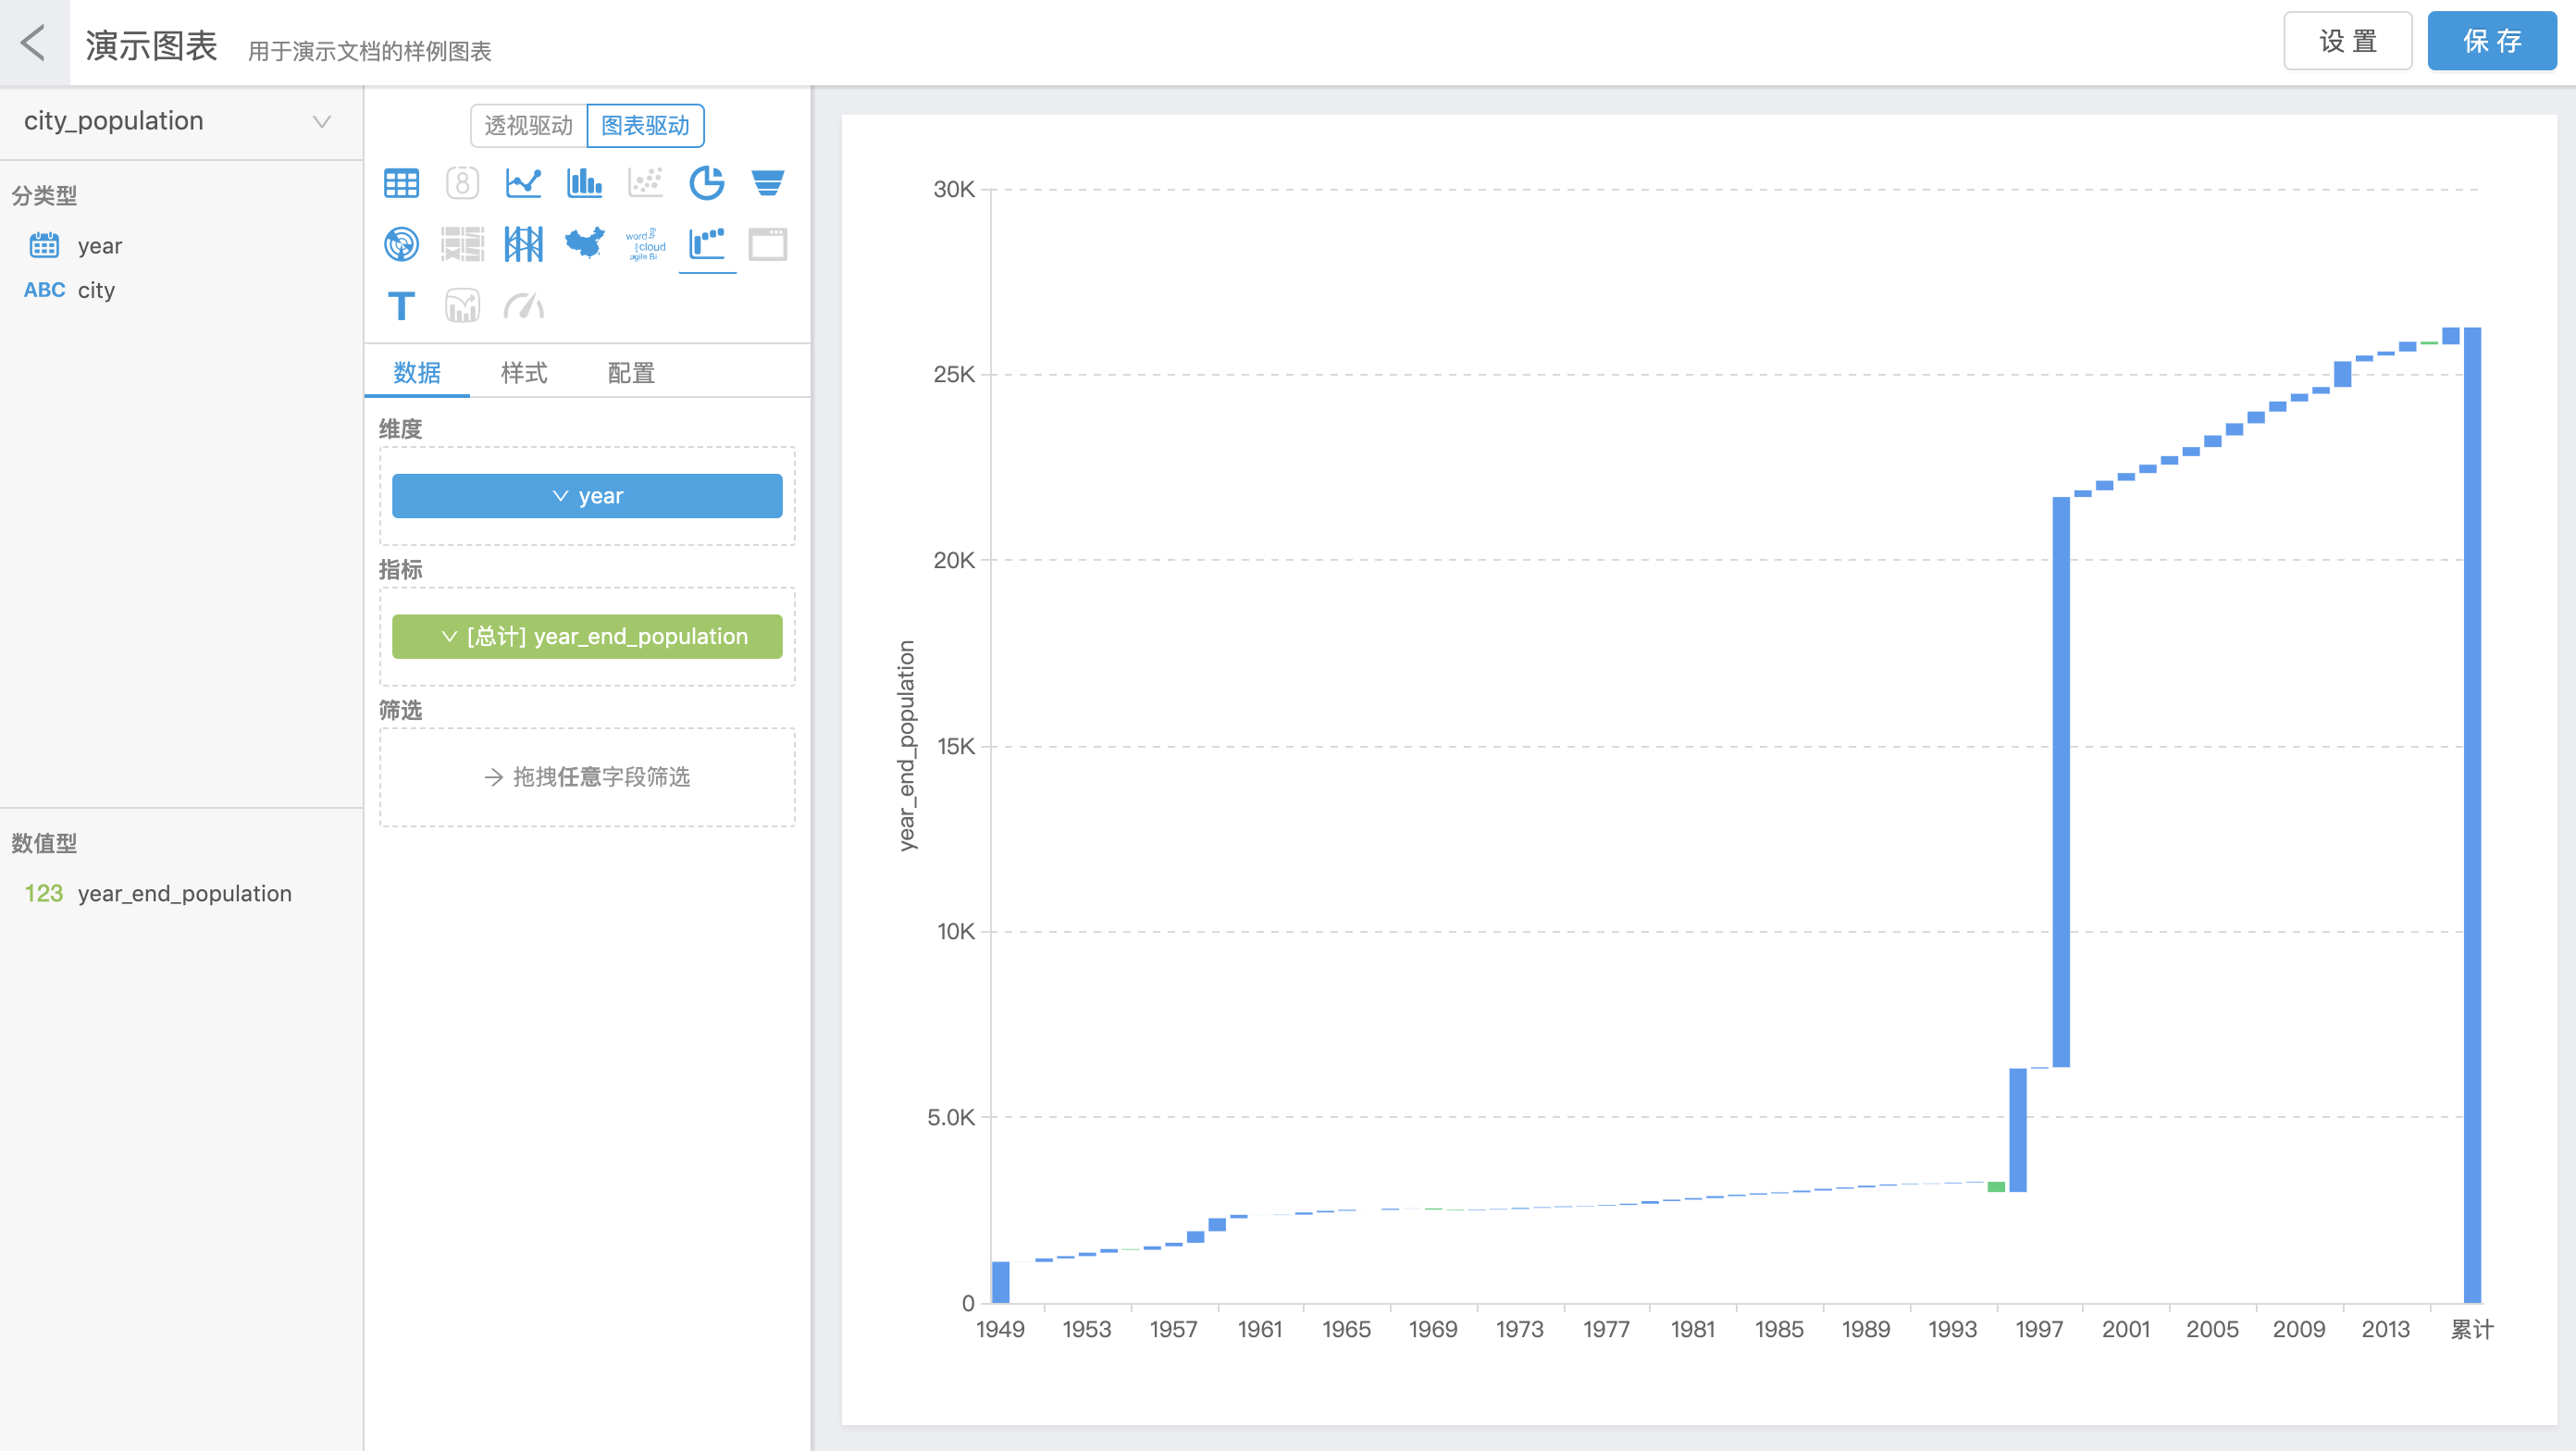 演示图表 用于演示文档的样例图表
设 置 保 存
city_population
分类型
year
ABC city
数值型
123 year_end_population
透视驱动 图表驱动
8
word
cloud
agile BI
T
数据 样式 配置
维度
year
指标
[总计] year_end_population
筛选
拖拽任意字段筛选
year_end_population
30K
25K
20K
15K
10K
5.0K
0
1949 1953 1957 1961 1965 1969 1973 1977 1981 1985 1989 1993 1997 2001 2005 2009 2013 累计